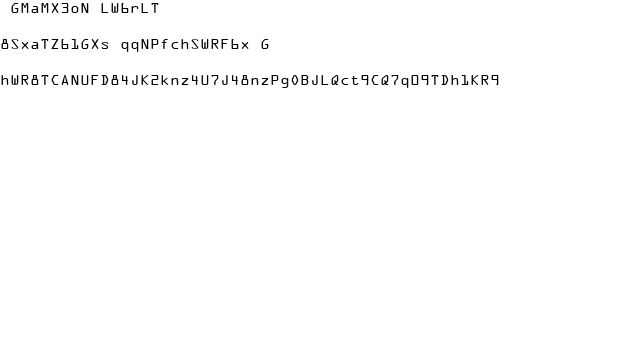 GMaMX3oN LW6rLT
8SxaTZ61GXs qqNPfchSWRF6x G
hWR8TCANUFD84JK2knz4U7J48nzPg0BJLQct9CQ7qO9TDh1KR9